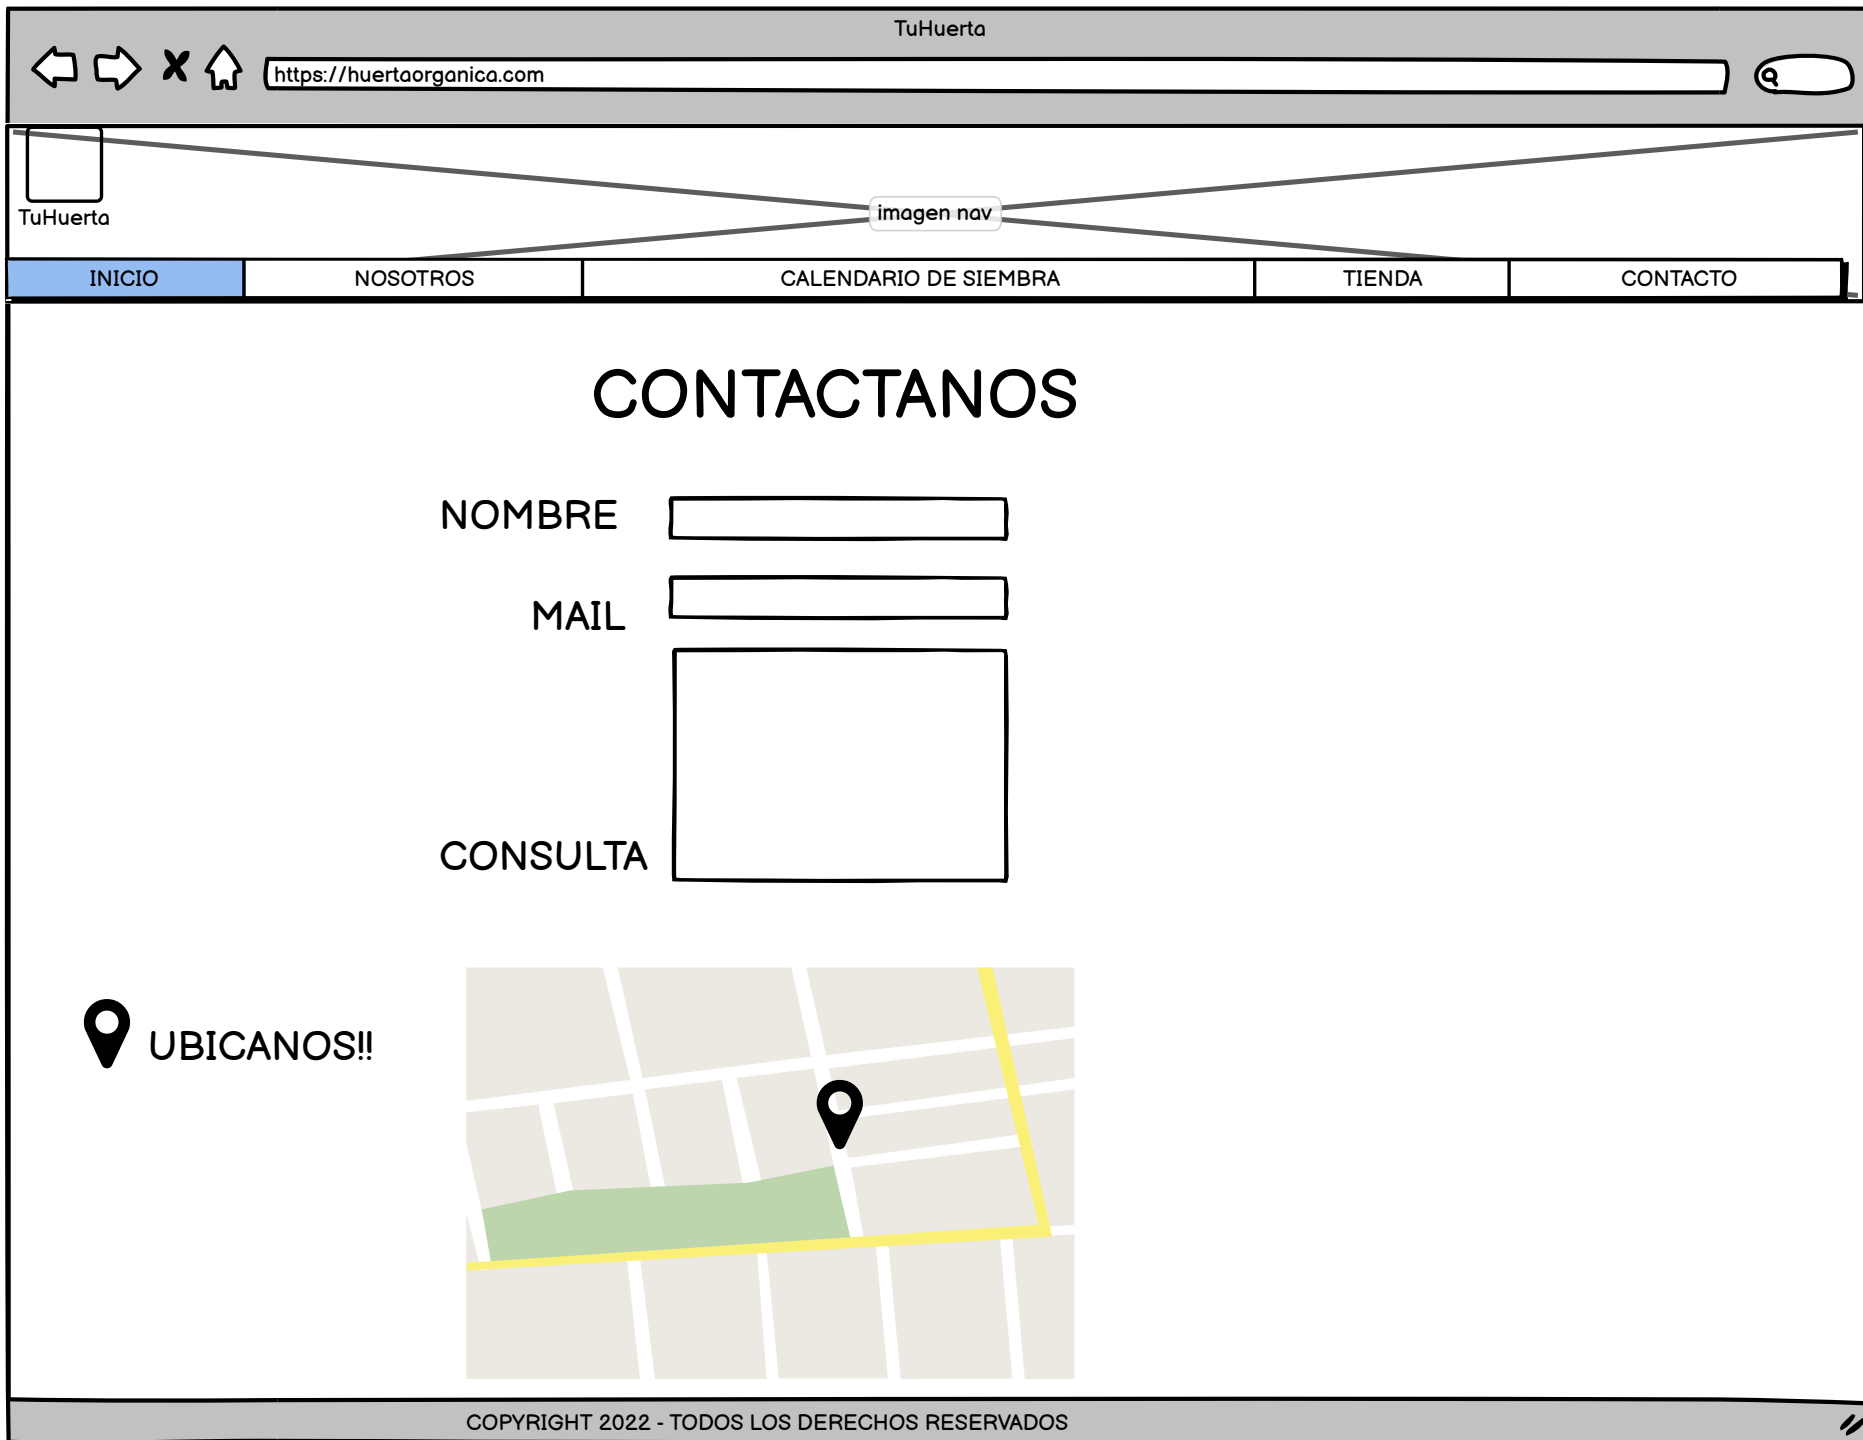 TuHuerta
https://huertaorganica.com
imagen nav
TuHuerta
INICIO NOSOTROS CALENDARIO DE SIEMBRA TIENDA CONTACTO
CONTACTANOS
NOMBRE
MAIL
CONSULTA
UBICANOS!!
COPYRIGHT 2022 - TODOS LOS DERECHOS RESERVADOS